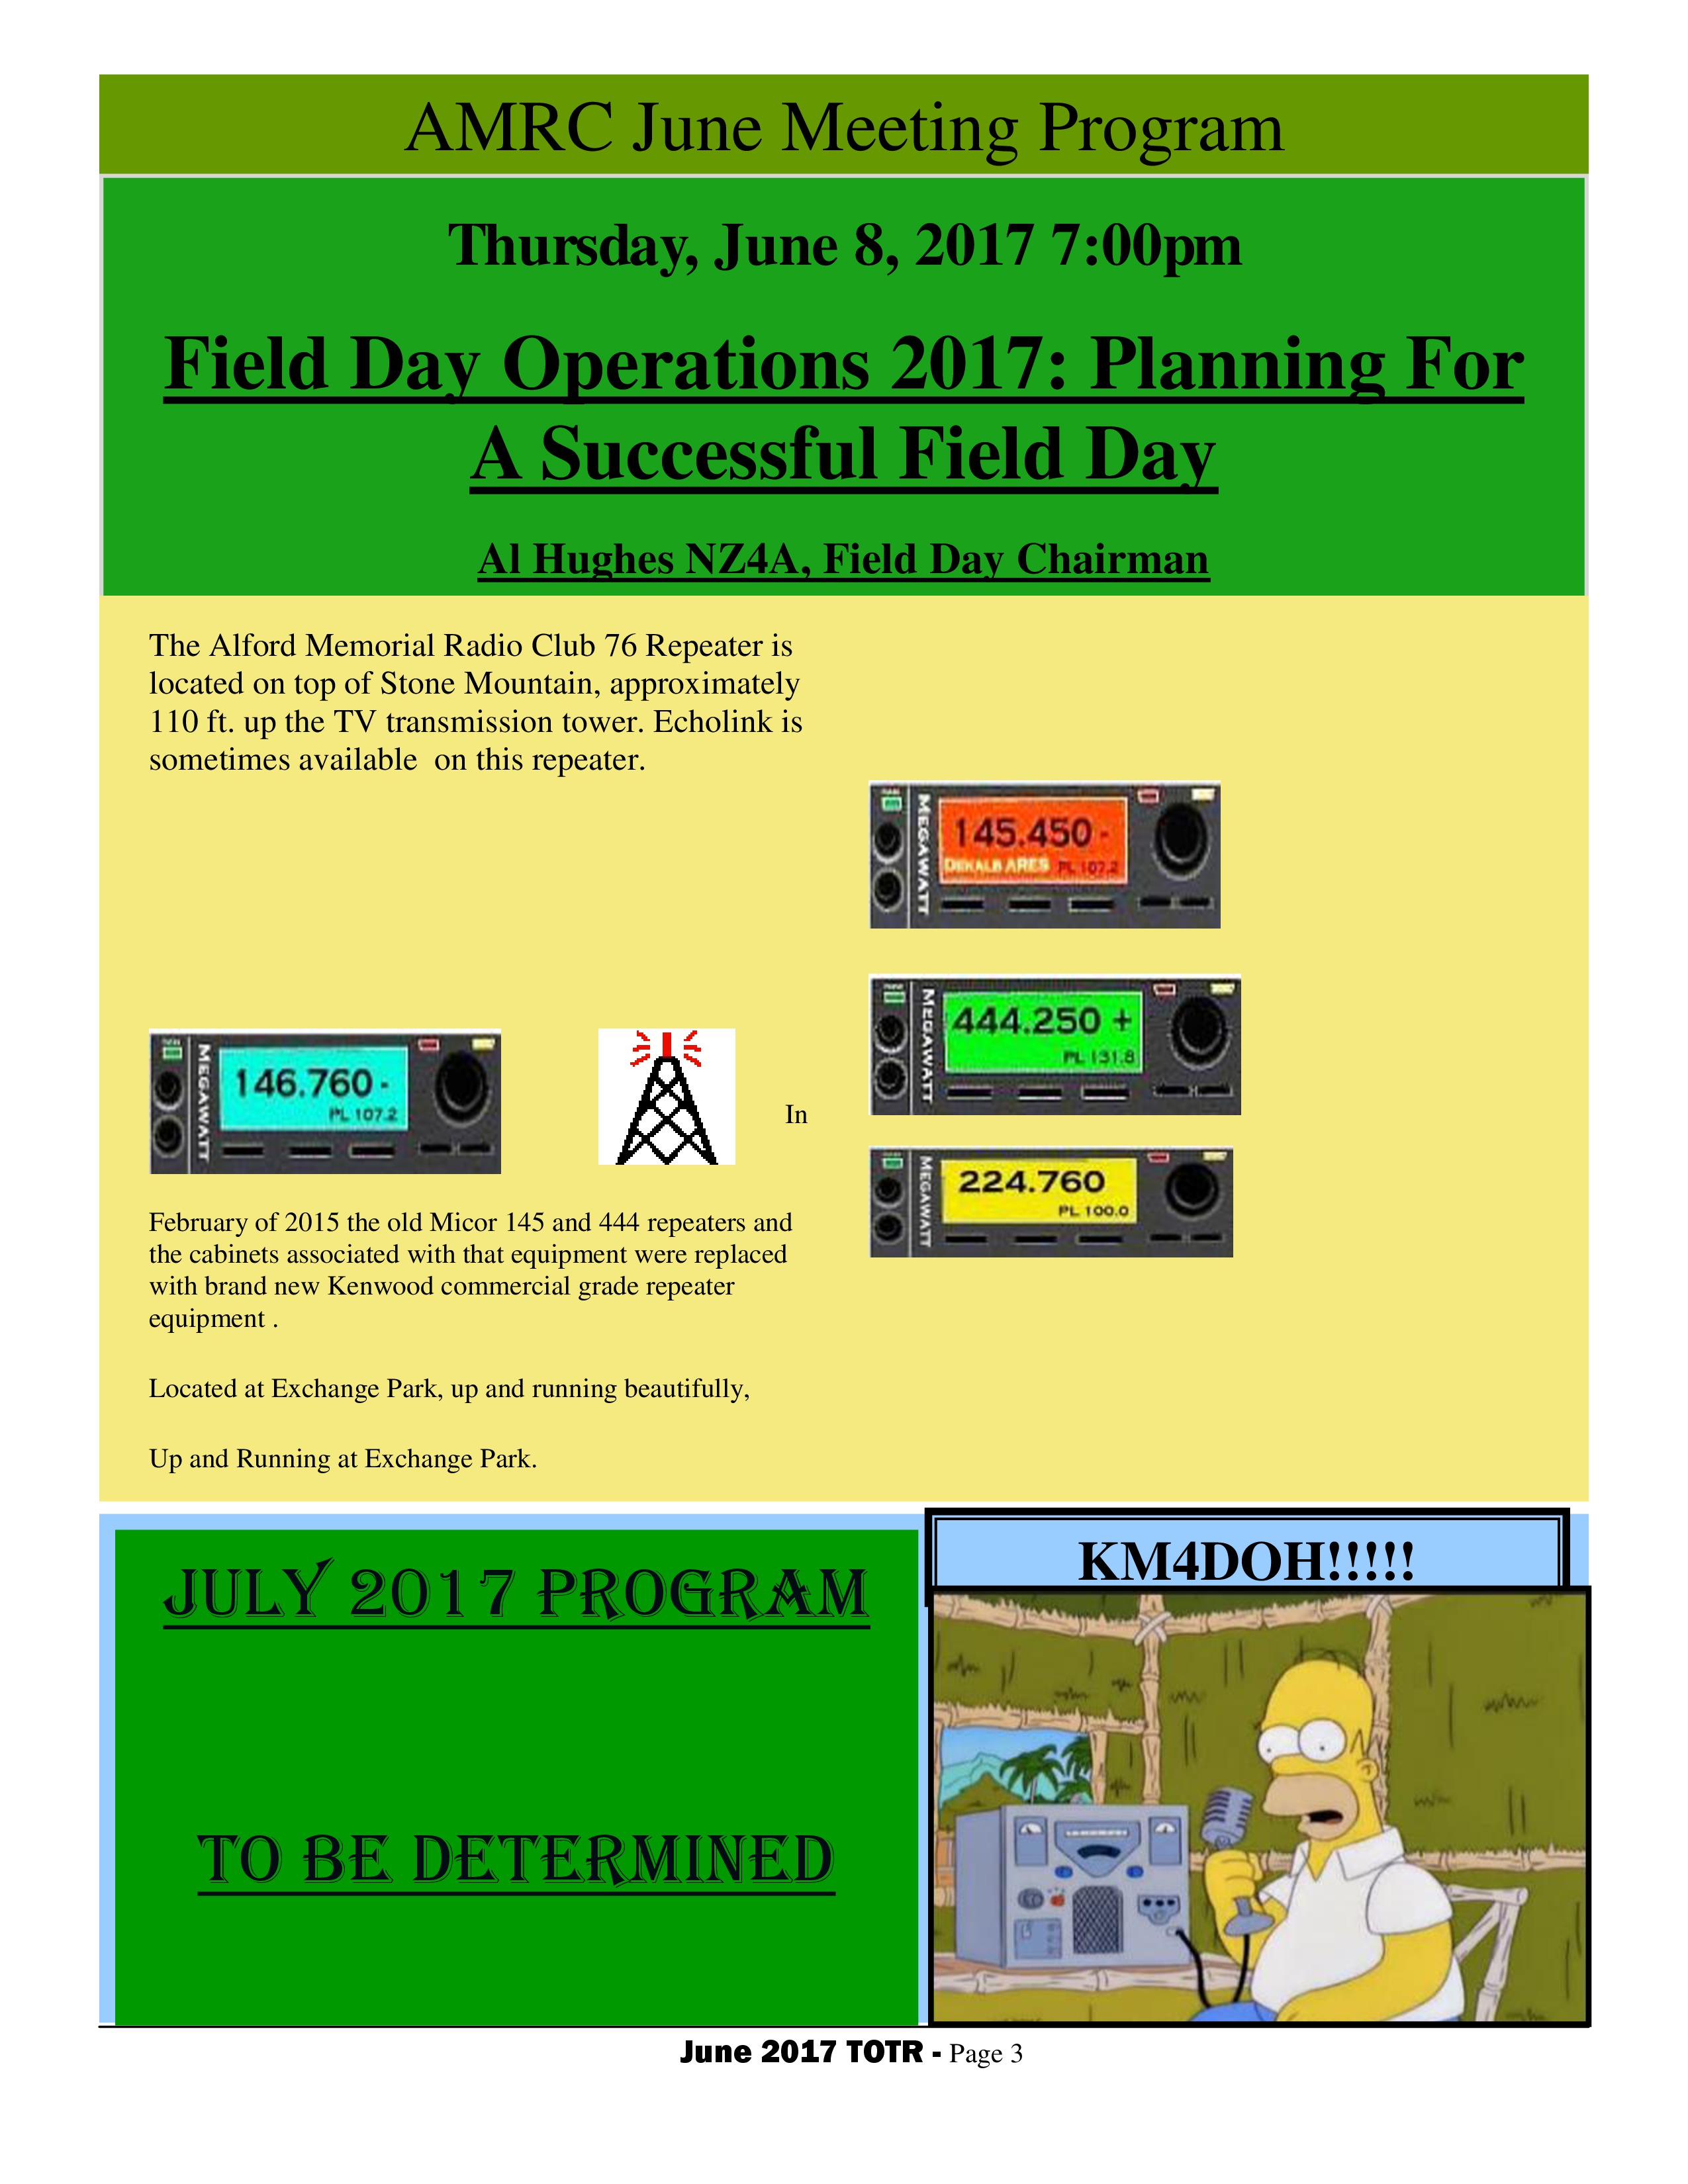 AMRC June Meeting Program
Thursday, June 8, 2017 7:00pm
Field Day Operations 2017: Planning For
A Successful Field Day
Al Hughes NZ4A, Field Day Chairman
The Alford Memorial Radio Club 76 Repeater is
located on top of Stone Mountain, approximately
110 ft. up the TV transmission tower. Echolink is
sometimes available  on this repeater.
MEGAWATT
146.760 -
PL 107.2
In
February of 2015 the old Micor 145 and 444 repeaters and
the cabinets associated with that equipment were replaced
with brand new Kenwood commercial grade repeater
equipment .
Located at Exchange Park, up and running beautifully,
Up and Running at Exchange Park.
MEGAWATT
145.450 -
DEKALB ARES PL 107.2
MEGAWATT
444.250 +
PL 131.8
MEGAWATT
224.760
PL 100.0
JULY 2017 PROGRAM
TO BE DETERMINED
KM4DOH!!!!!
June 2017 TOTR - Page 3